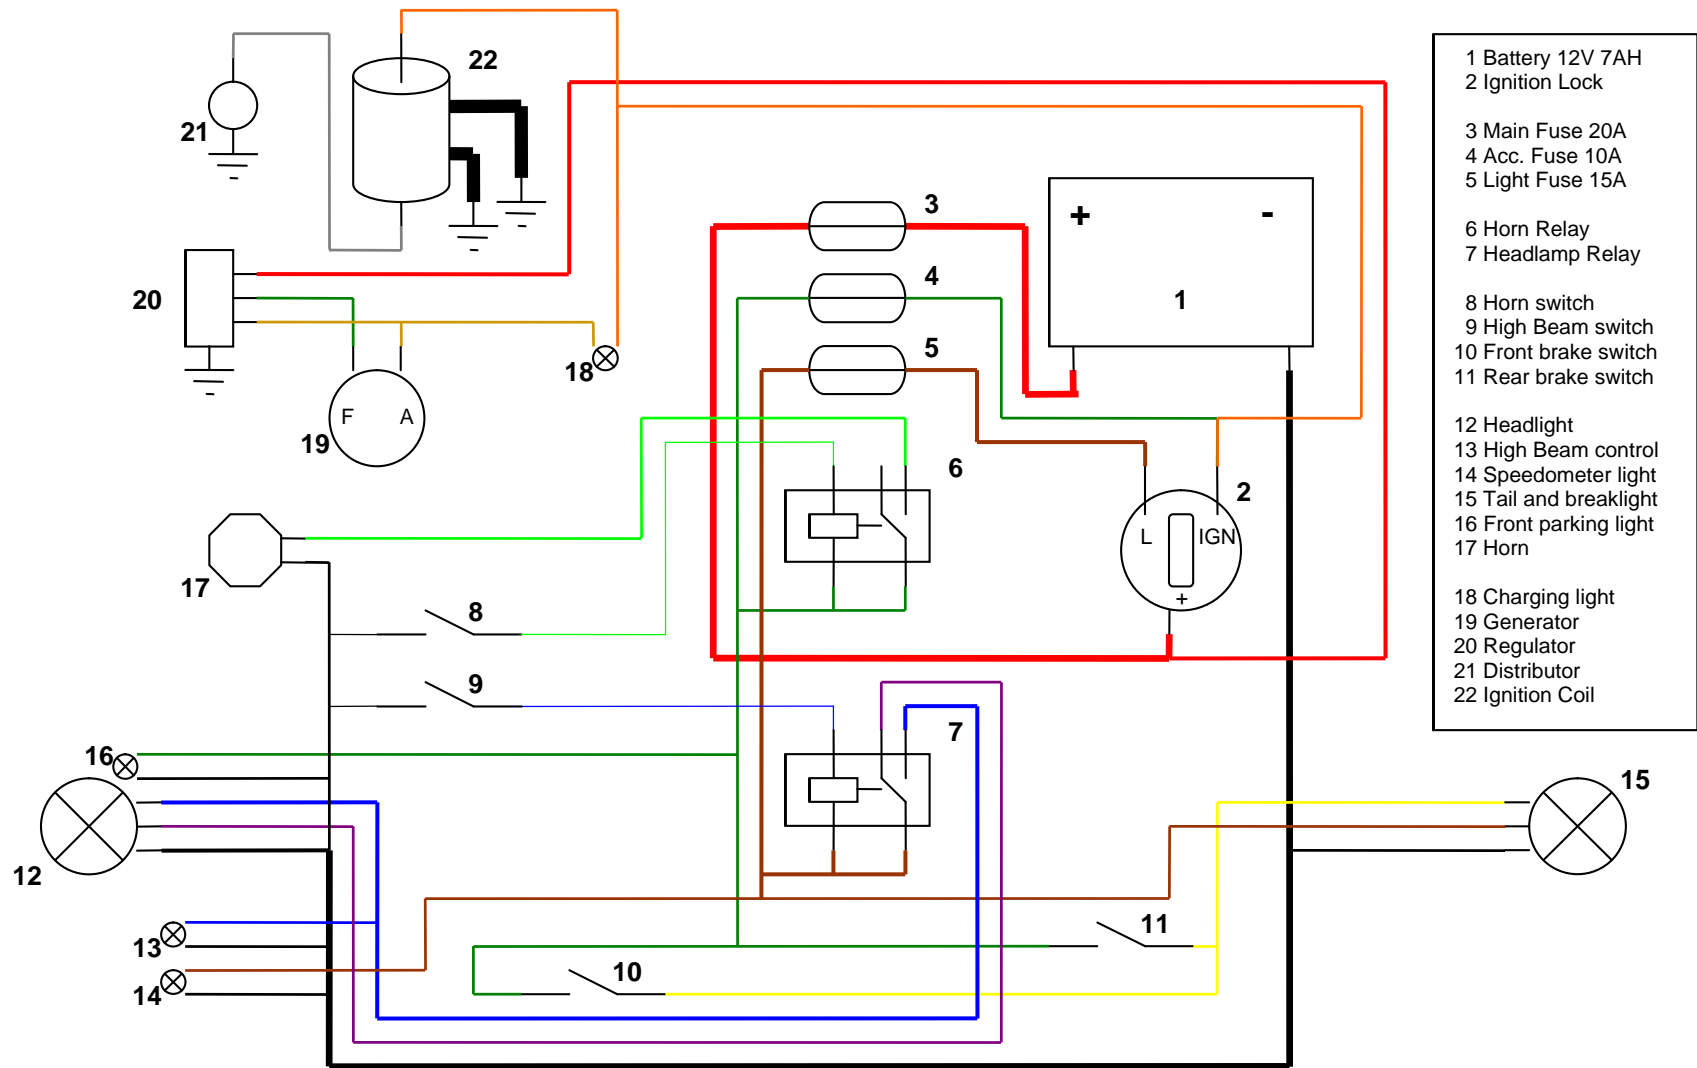 22
21
3
+ -
4
20
1
5
18
F A
19
6
2
L IGN
17
+
8
9
7
16
15
12
11
13
10
14
1 Battery 12V 7AH
2 Ignition Lock
3 Main Fuse 20A
4 Acc. Fuse 10A
5 Light Fuse 15A
6 Horn Relay
7 Headlamp Relay
8 Horn switch
9 High Beam switch
10 Front brake switch
11 Rear brake switch
12 Headlight
13 High Beam control
14 Speedometer light
15 Tail and breaklight
16 Front parking light
17 Horn
18 Charging light
19 Generator
20 Regulator
21 Distributor
22 Ignition Coil